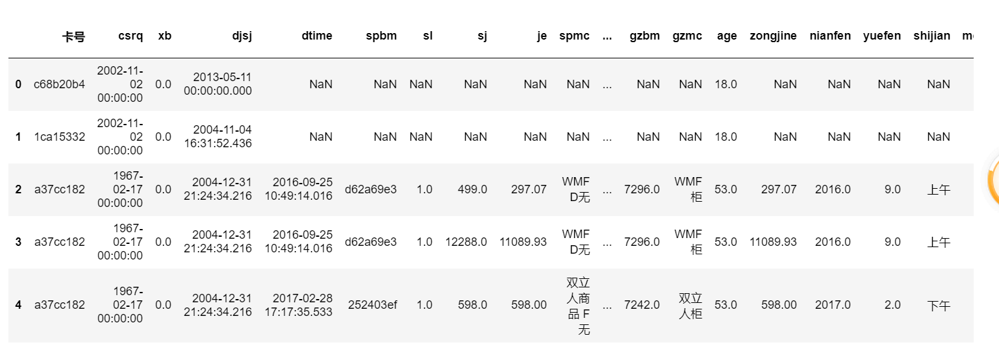 卡号 csrq xb djsj dtime spbm sl sj je spmc ... gzbm gzmc age zongjine nianfen yuefen shijian
0 c68b20b4 2002-11-02 00:00:00 0.0 2013-05-11 00:00:00.000 NaN NaN NaN NaN NaN NaN ... NaN NaN 18.0 NaN NaN NaN NaN
1 1ca15332 2002-11-02 00:00:00 0.0 2004-11-04 16:31:52.436 NaN NaN NaN NaN NaN NaN ... NaN NaN 18.0 NaN NaN NaN NaN
2 a37cc182 1967-02-17 00:00:00 0.0 2004-12-31 21:24:34.216 2016-09-25 10:49:14.016 d62a69e3 1.0 499.0 297.07 WMF D无 ... 7296.0 WMF柜 53.0 297.07 2016.0 9.0 上午
3 a37cc182 1967-02-17 00:00:00 0.0 2004-12-31 21:24:34.216 2016-09-25 10:49:14.016 d62a69e3 1.0 12288.0 11089.93 WMF D无 ... 7296.0 WMF柜 53.0 11089.93 2016.0 9.0 上午
4 a37cc182 1967-02-17 00:00:00 0.0 2004-12-31 21:24:34.216 2017-02-28 17:17:35.533 252403ef 1.0 598.0 598.00 双立人商品 F无 ... 7242.0 双立人柜 53.0 598.00 2017.0 2.0 下午